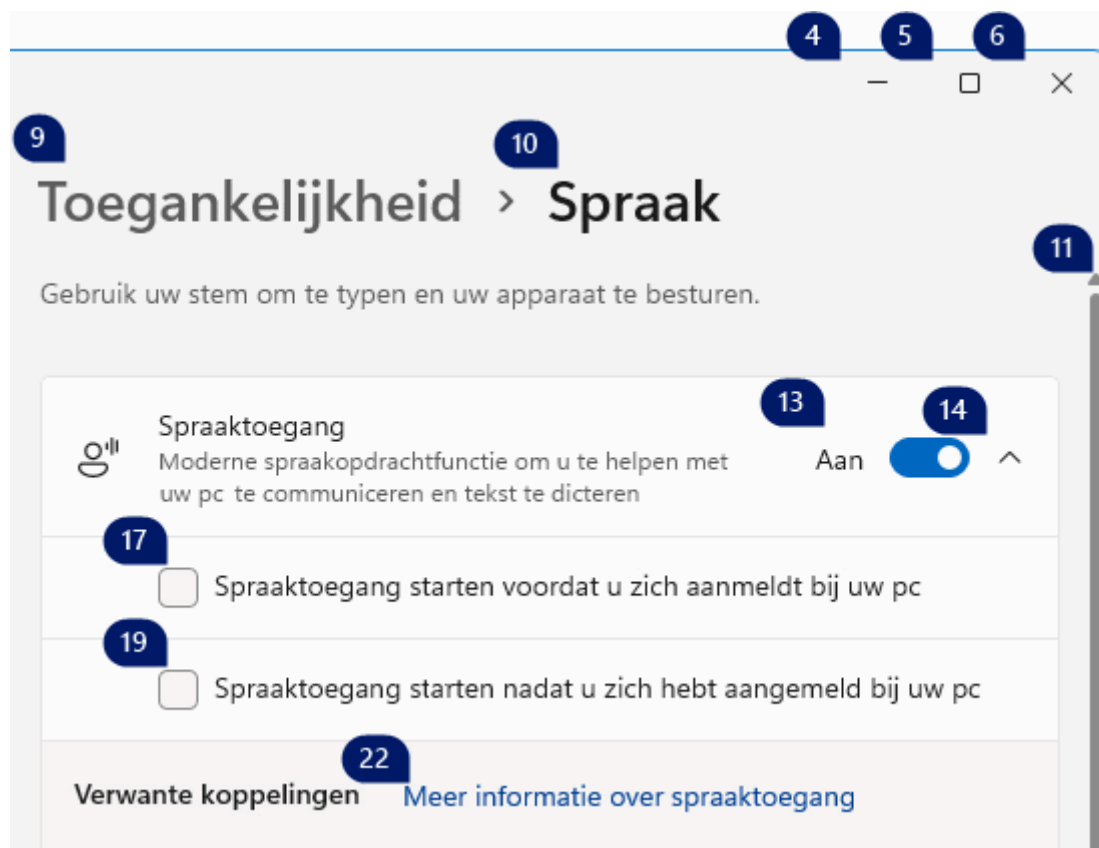 4 5 6
9 10
Toegankelijkheid > Spraak
11
Gebruik uw stem om te typen en uw apparaat te besturen.
13 14
Spraaktoegang
Moderne spraakopdrachtfunctie om u te helpen met
uw pc te communiceren en tekst te dicteren
Aan
17
Spraaktoegang starten voordat u zich aanmeldt bij uw pc
19
Spraaktoegang starten nadat u zich hebt aangemeld bij uw pc
22
Verwante koppelingen Meer informatie over spraaktoegang